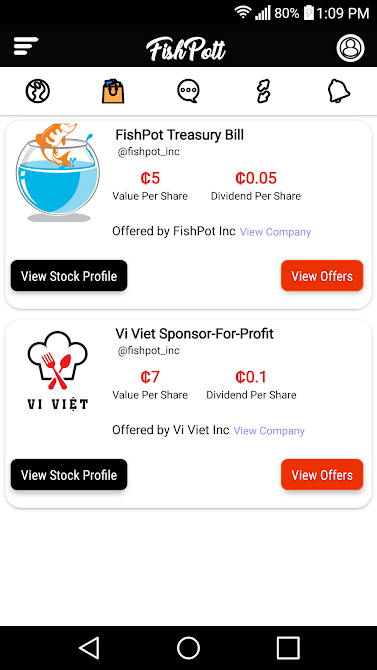 80% 1:09 PM
FishPott
FishPot Treasury Bill
@fishpot_inc
₵5 ₵0.05
Value Per Share Dividend Per Share
Offered by FishPot Inc View Company
View Stock Profile View Offers
Vi Viet Sponsor-For-Profit
@fishpot_inc
₵7 ₵0.1
VI VIỆT
Value Per Share Dividend Per Share
Offered by Vi Viet Inc View Company
View Stock Profile View Offers